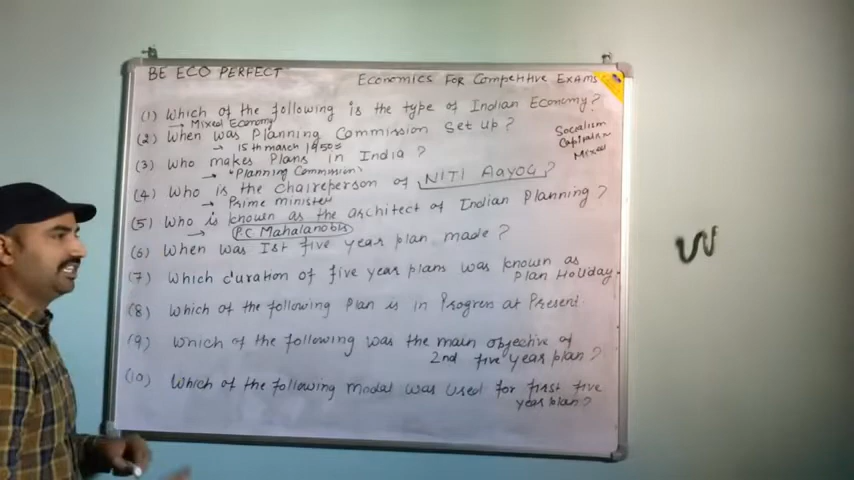 BE ECO PERFECT
ECONOMICS FOR COMPETITIVE EXAMS
(1) Which of the following is the type of Indian Economy?
→ Mixed Economy
(2) When was Planning Commission Set up?
→ 15th march 1950s
Socialism
Capitalism
Mixed
(3) Who makes Plans in India?
→ "Planning Commission"
(4) Who is the Chaireperson of NITI AAYOG?
→ Prime minister
(5) Who is known as the architect of Indian Planning?
→ P.C Mahalanobis
(6) When was Ist five year plan made?
(7) Which duration of five year plans was known as
Plan Holiday.
(8) Which of the following Plan is in Progress at Present.
(9) Which of the following was the main objective of
2nd five year plan?
(10) Which of the following modal was used for first five
year plan?